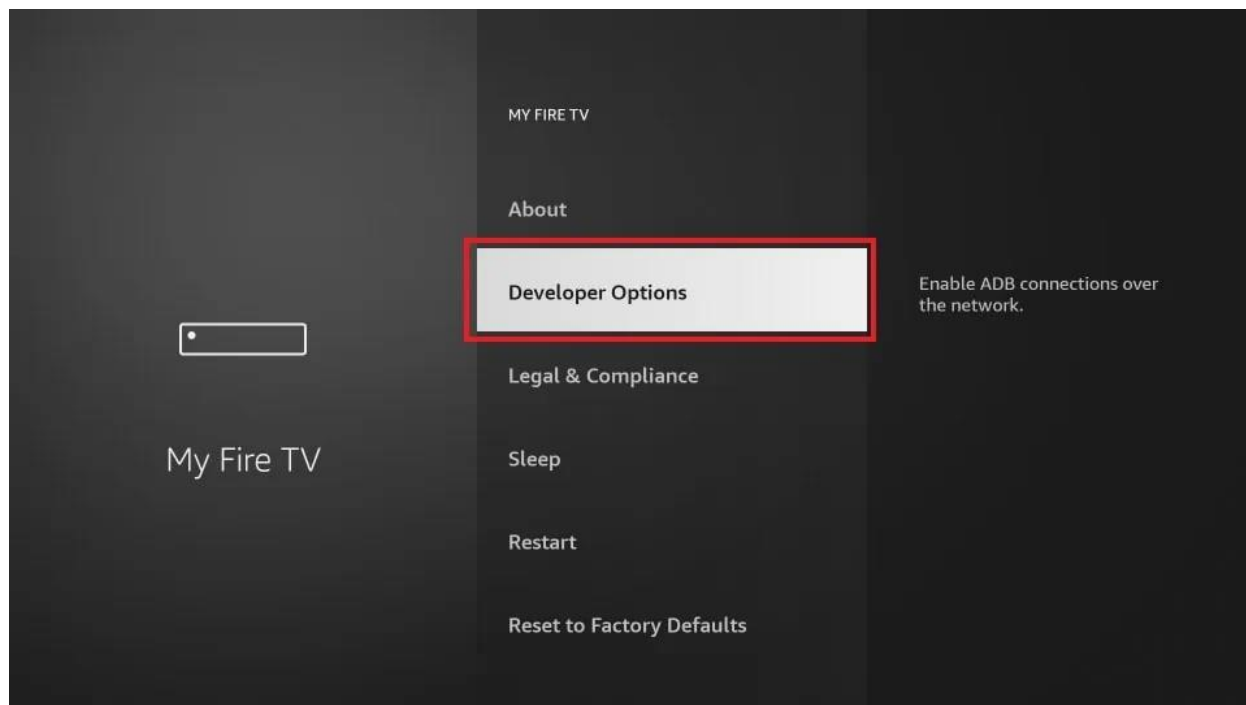 MY FIRE TV
About
Developer Options
Enable ADB connections over
the network.
Legal & Compliance
My Fire TV
Sleep
Restart
Reset to Factory Defaults